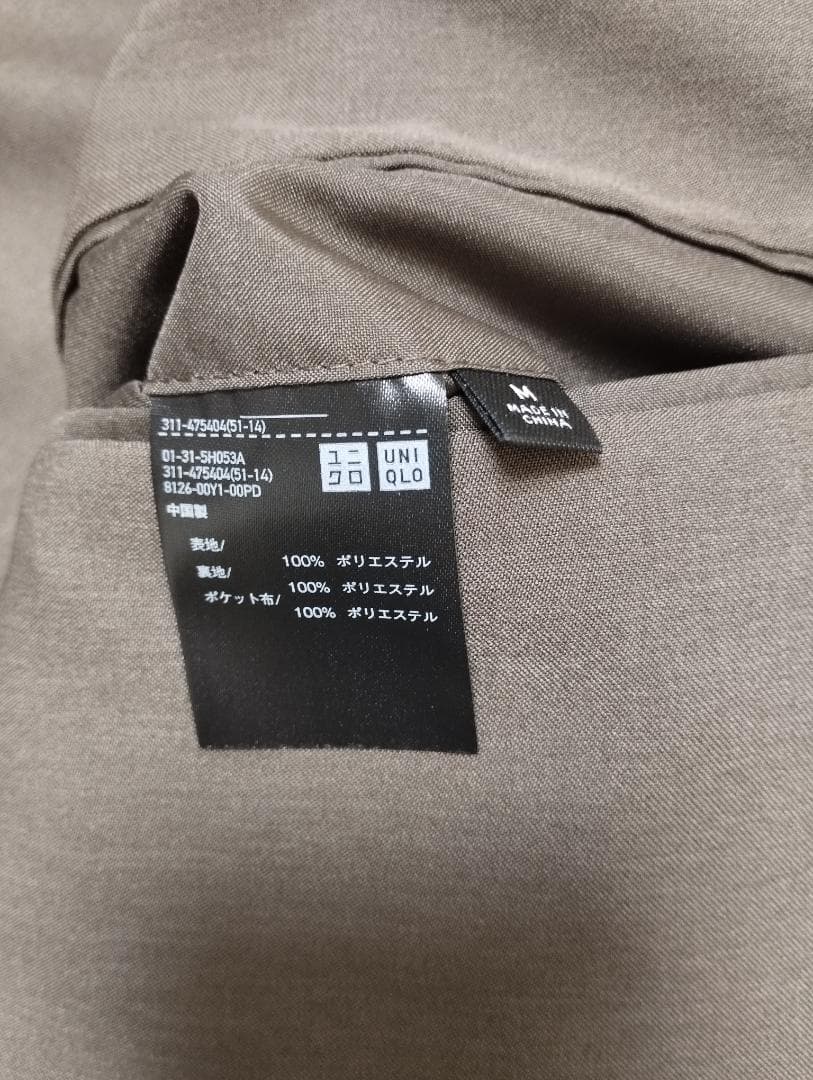 311-475404(51-14)
01-31-5H053A
311-475404(51-14)
8126-00Y1-00PD
中国製
ユニ
クロ
UNI
QLO
表地/
100% ポリエステル
裏地/
100% ポリエステル
ポケット布/
100% ポリエステル
M
MADE IN
CHINA